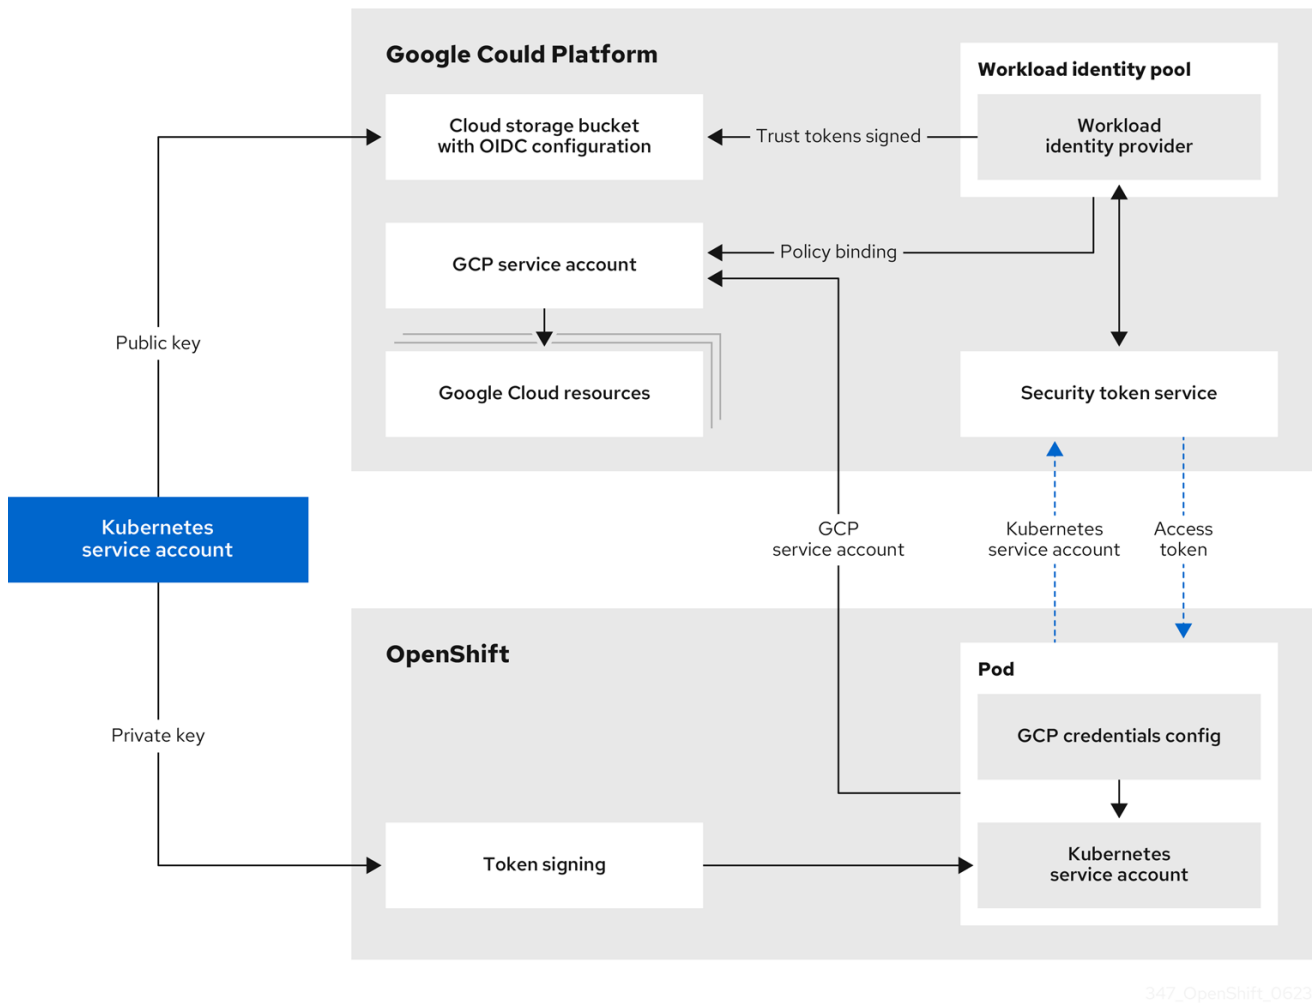 Google Could Platform
Workload identity pool
Cloud storage bucket
with OIDC configuration
Trust tokens signed
Workload
identity provider
Policy binding
GCP service account
Public key
Google Cloud resources
Security token service
Kubernetes
service account
GCP
service account
Kubernetes
service account
Access
token
OpenShift
Pod
Private key
GCP credentials config
Token signing
Kubernetes
service account
347_OpenShift_0623